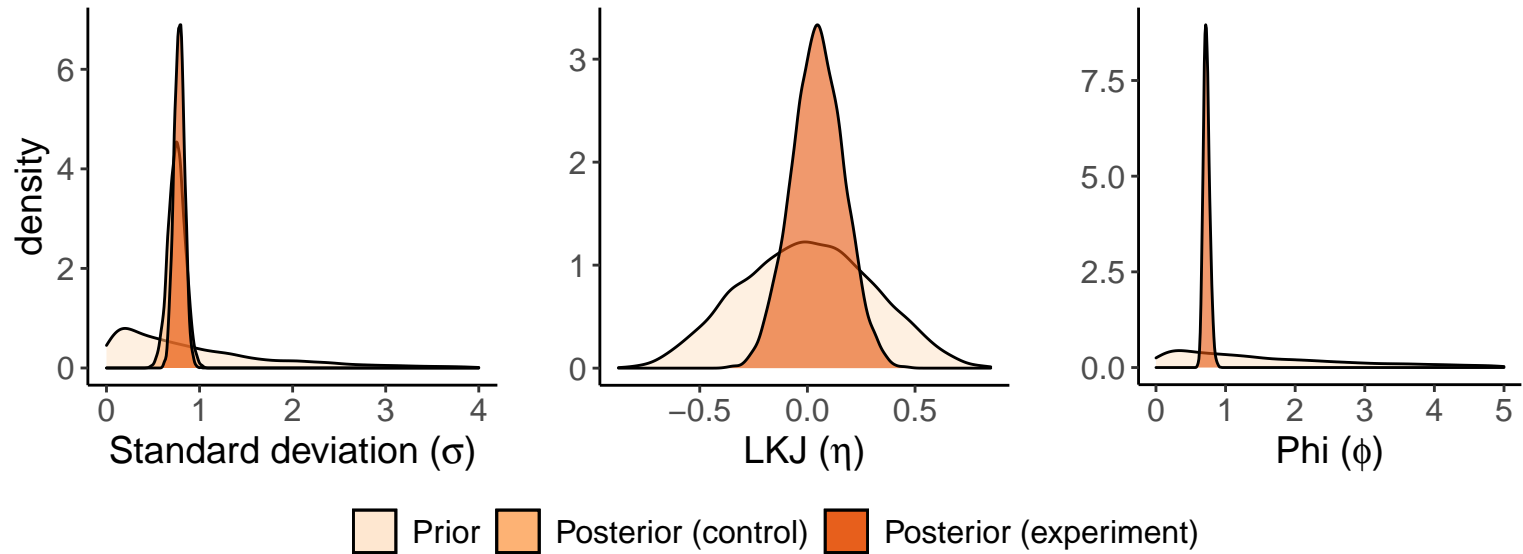 density
6
4
2
0
0 1 2 3 4
Standard deviation (σ)
3
2
1
0
−0.5 0.0 0.5
LKJ (η)
7.5
5.0
2.5
0.0
0 1 2 3 4 5
Phi (ϕ)
Prior Posterior (control) Posterior (experiment)